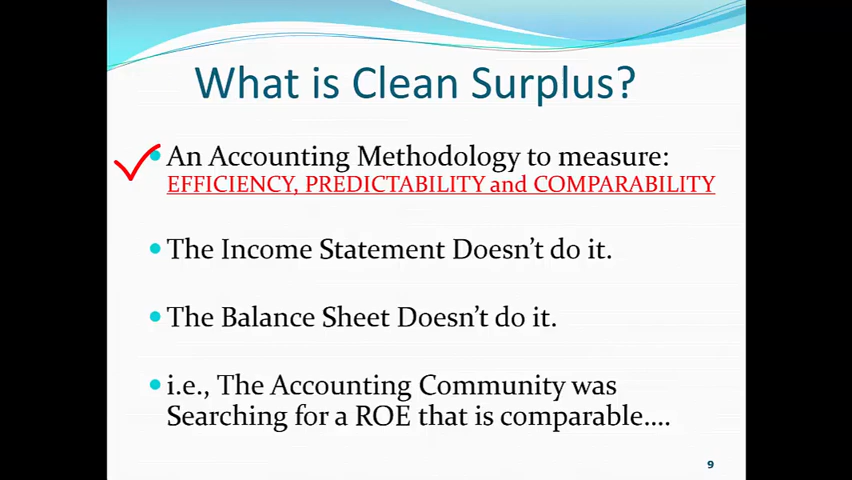 What is Clean Surplus?
• An Accounting Methodology to measure:
EFFICIENCY, PREDICTABILITY and COMPARABILITY
• The Income Statement Doesn't do it.
• The Balance Sheet Doesn't do it.
• i.e., The Accounting Community was
Searching for a ROE that is comparable....
9